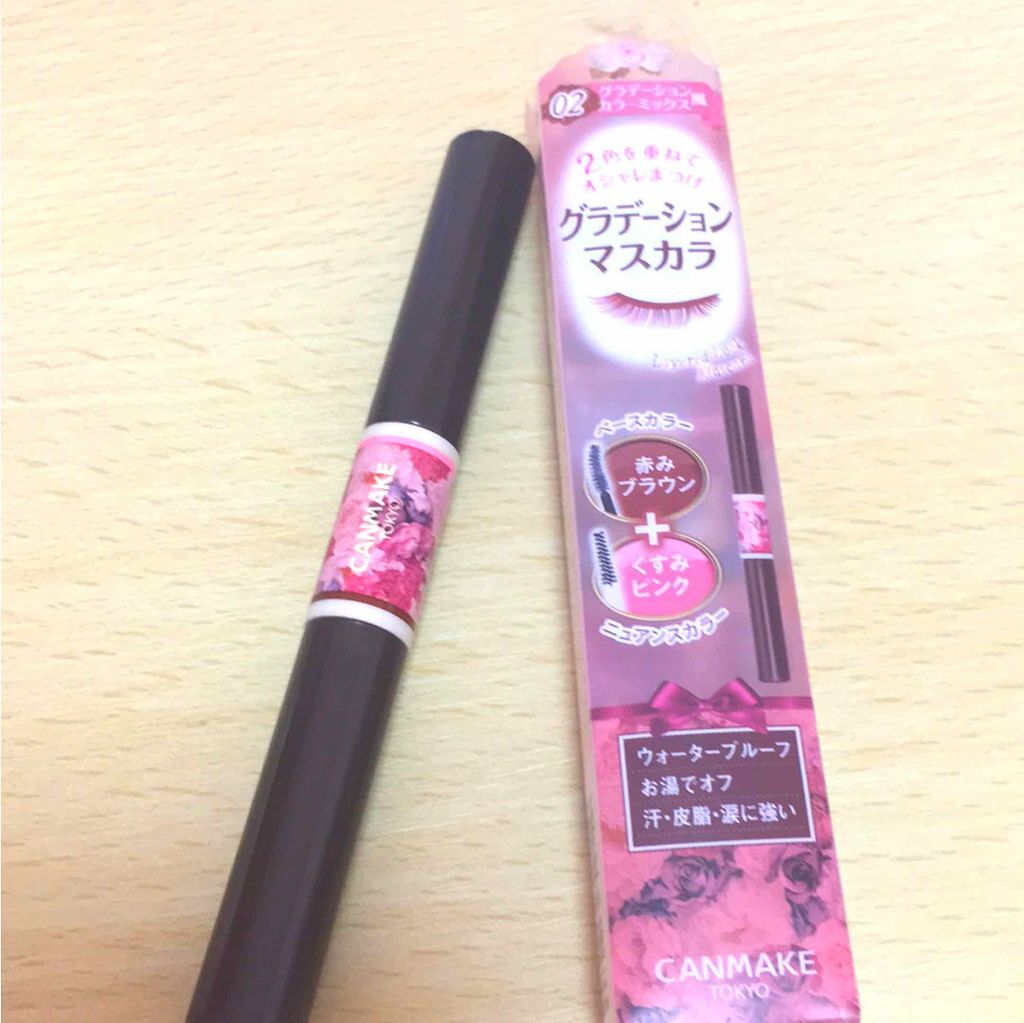 02
グラデーション
カラーミックス
2色を重ねて
オシャレまつげ
グラデーション
マスカラ
ベースカラー
赤み
ブラウン
+
くすみ
ピンク
ニュアンスカラー
ウォータープルーフ
お湯でオフ
汗・皮脂・涙に強い
CANMAKE
TOKYO
CANMAKE
TOKYO